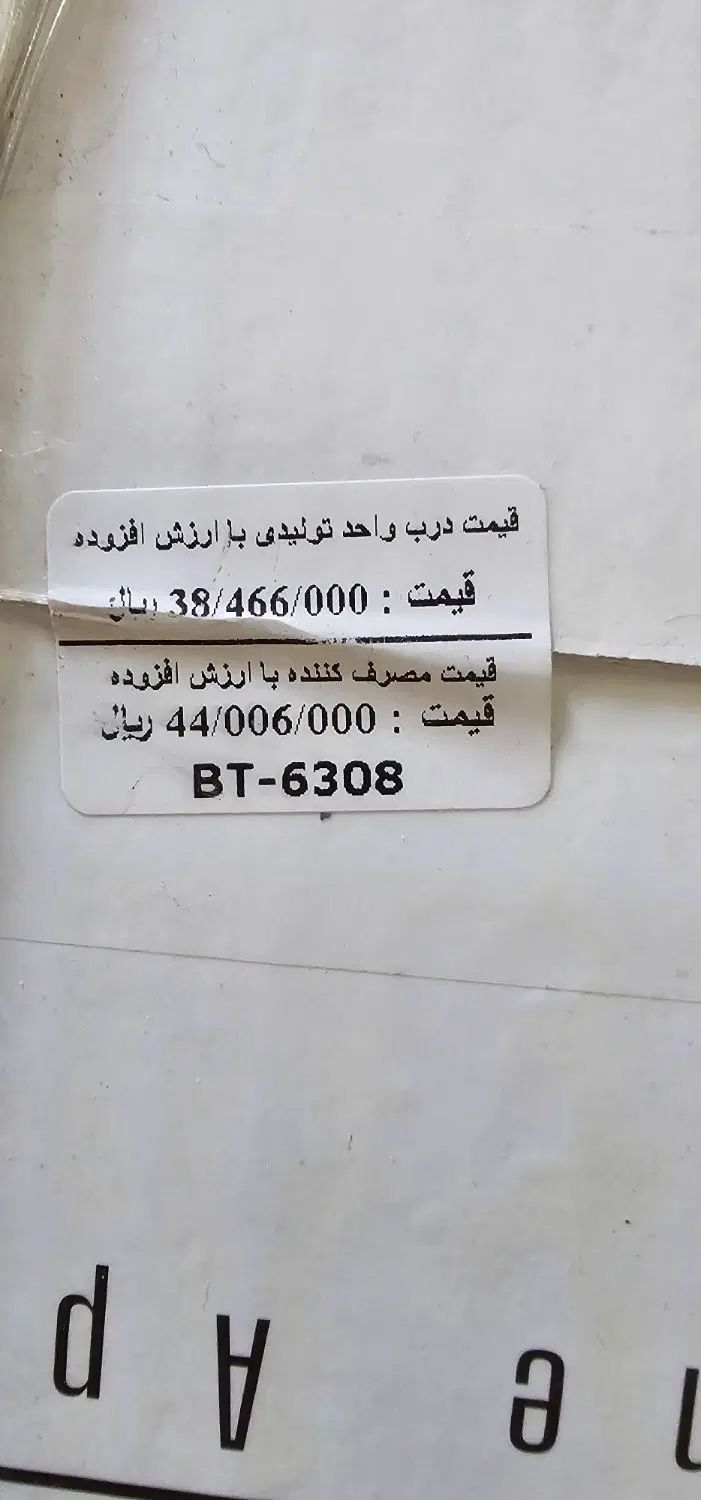 قیمت درب واحد تولیدی با ارزش افزوده
قیمت : 38/466/000 ریال
قیمت مصرف کننده با ارزش افزوده
قیمت : 44/006/000 ریال
BT-6308
e Ap